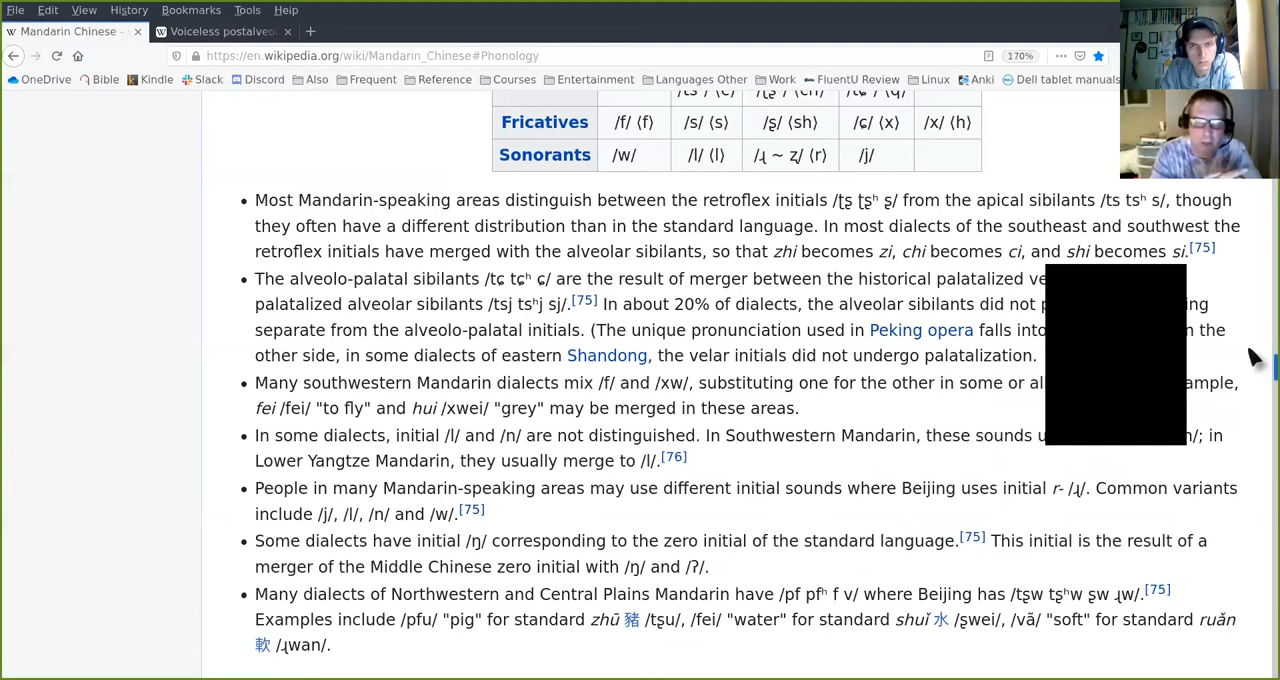 File Edit View History Bookmarks Tools Help
Mandarin Chinese - Voiceless postalveol
https://en.wikipedia.org/wiki/Mandarin_Chinese#Phonology 170%
OneDrive Bible Kindle Slack Discord Also Frequent Reference Courses Entertainment Languages Other Work FluentU Review Linux Anki Dell tablet manuals
Fricatives /f/ ⟨f⟩ /s/ ⟨s⟩ /ʂ/ ⟨sh⟩ /ɕ/ ⟨x⟩ /x/ ⟨h⟩
Sonorants /w/ /l/ ⟨l⟩ /ɻ ~ ʐ/ ⟨r⟩ /j/
• Most Mandarin-speaking areas distinguish between the retroflex initials /ʈʂ ʈʂʰ ʂ/ from the apical sibilants /ts tsʰ s/, though
they often have a different distribution than in the standard language. In most dialects of the southeast and southwest the
retroflex initials have merged with the alveolar sibilants, so that zhi becomes zi, chi becomes ci, and shi becomes si.[75]
• The alveolo-palatal sibilants /tɕ tɕʰ ɕ/ are the result of merger between the historical palatalized
palatalized alveolar sibilants /tsj tsʰj sj/.[75] In about 20% of dialects, the alveolar sibilants did not
separate from the alveolo-palatal initials. (The unique pronunciation used in Peking opera falls into the
other side, in some dialects of eastern Shandong, the velar initials did not undergo palatalization.
• Many southwestern Mandarin dialects mix /f/ and /xw/, substituting one for the other in some or
fei /fei/ "to fly" and hui /xwei/ "grey" may be merged in these areas.
• In some dialects, initial /l/ and /n/ are not distinguished. In Southwestern Mandarin, these sounds in
Lower Yangtze Mandarin, they usually merge to /l/.[76]
• People in many Mandarin-speaking areas may use different initial sounds where Beijing uses initial r- /ɻ/. Common variants
include /j/, /l/, /n/ and /w/.[75]
• Some dialects have initial /ŋ/ corresponding to the zero initial of the standard language.[75] This initial is the result of a
merger of the Middle Chinese zero initial with /ŋ/ and /ʔ/.
• Many dialects of Northwestern and Central Plains Mandarin have /pf pfʰ f v/ where Beijing has /tʂw tʂʰw ʂw ɻw/.[75]
Examples include /pfu/ "pig" for standard zhū 豬 /tʂu/, /fei/ "water" for standard shuǐ 水 /ʂwei/, /vã/ "soft" for standard ruǎn
軟 /ɻwan/.